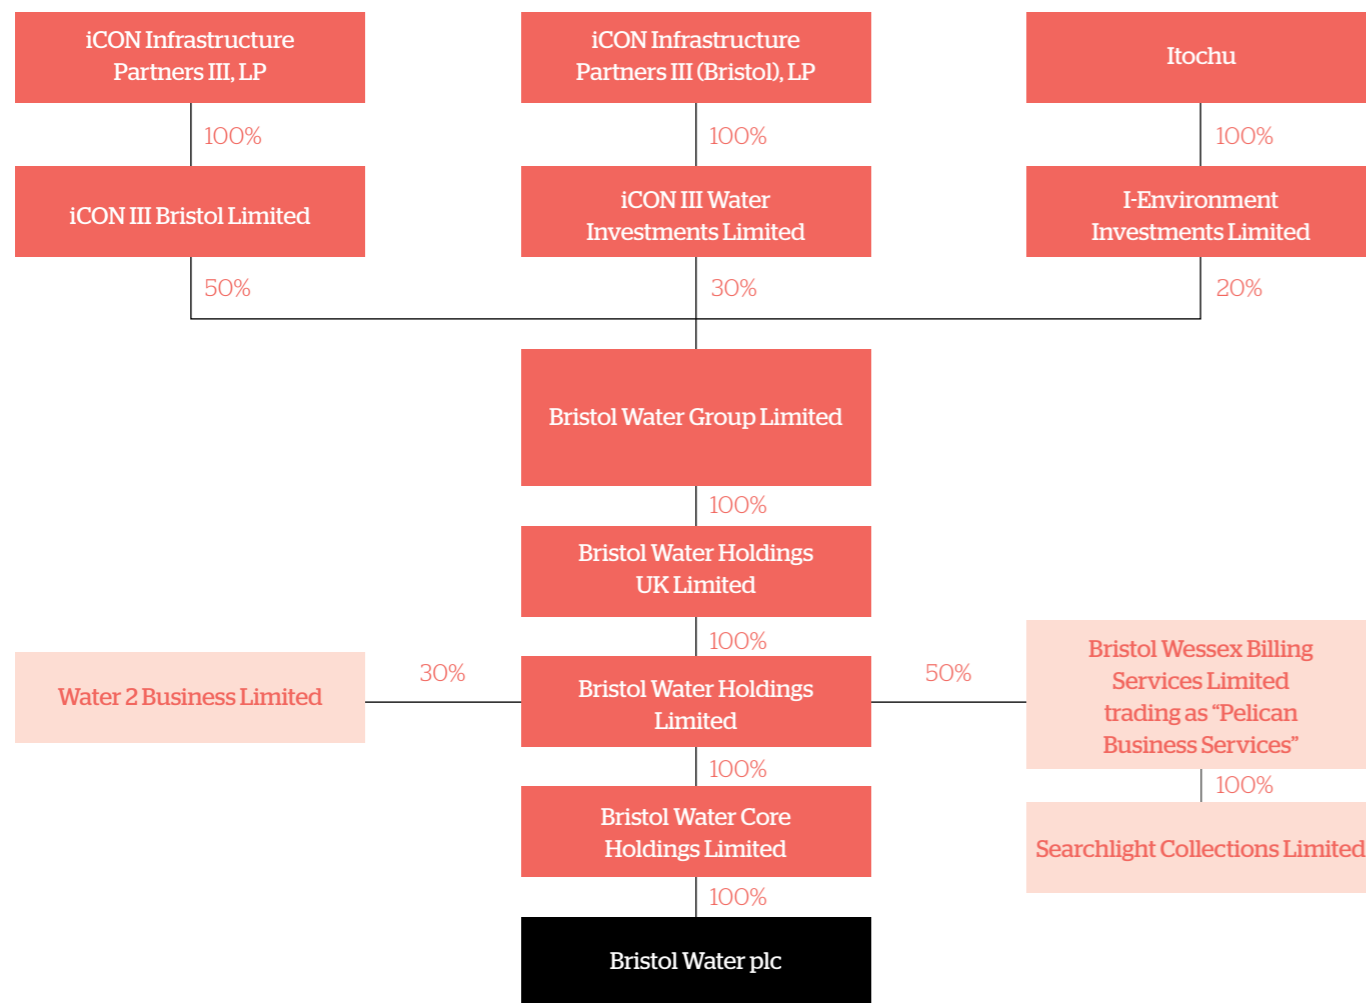 iCON Infrastructure
Partners III, LP
iCON Infrastructure
Partners III (Bristol), LP
Itochu
100%
100%
100%
iCON III Bristol Limited
iCON III Water
Investments Limited
I-Environment
Investments Limited
50%
30%
20%
Bristol Water Group Limited
100%
Bristol Water Holdings
UK Limited
100%
Water 2 Business Limited
30%
Bristol Water Holdings
Limited
50%
Bristol Wessex Billing
Services Limited
trading as “Pelican
Business Services”
100%
100%
Bristol Water Core
Holdings Limited
Searchlight Collections Limited
100%
Bristol Water plc